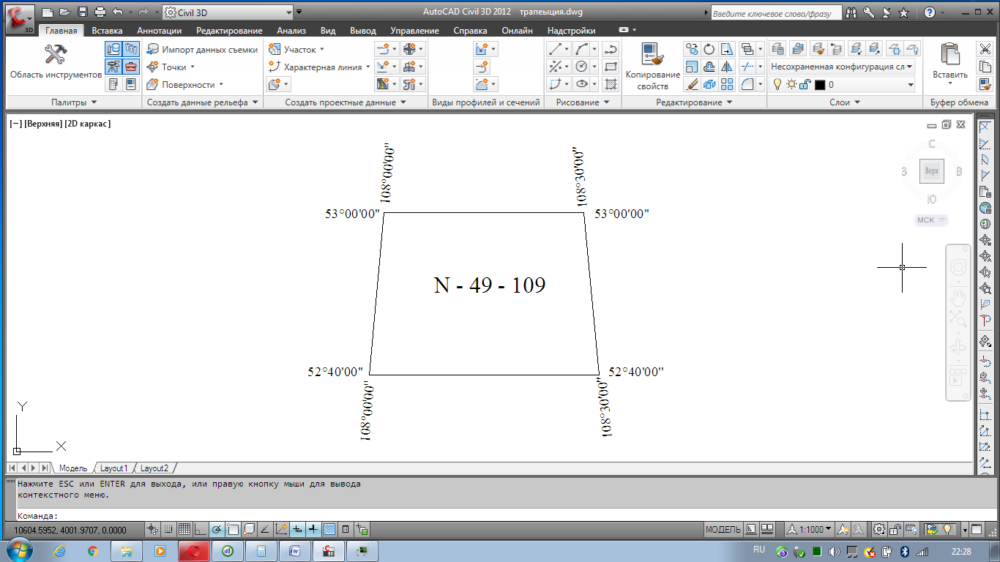 AutoCAD Civil 3D 2012 трапеыция.dwg
Civil 3D
Введите ключевое слово/фразу
3D
Главная Вставка Аннотации Редактирование Анализ Вид Вывод Управление Справка Онлайн Надстройки
Область инструментов
Импорт данных съемки
Точки
Поверхности
Участок
Характерная линия
Копирование свойств
Несохраненная конфигурация сл
0
Вставить
Палитры
Создать данные рельефа
Создать проектные данные
Виды профилей и сечений
Рисование
Редактирование
Слои
Буфер обмена
[−] [Верхняя] [2D каркас]
С
З
Верх
В
Ю
МСК
108°00'00"
108°30'00"
53°00'00"
53°00'00"
N - 49 - 109
52°40'00"
52°40'00"
108°00'00"
108°30'00"
Y
X
Модель Layout1 Layout2
Нажмите ESC или ENTER для выхода, или правую кнопку мыши для вывода
контекстного меню.
Команда:
10604.5952, 4001.9707, 0.0000
МОДЕЛЬ
1:1000
RU
22:28